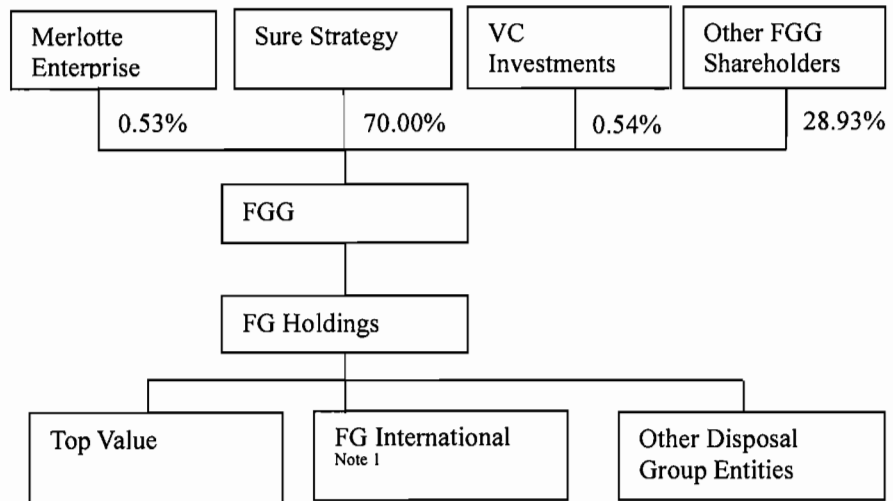 Merlotte
Enterprise
Sure Strategy
VC
Investments
Other FGG
Shareholders
0.53%
70.00%
0.54%
28.93%
FGG
FG Holdings
Top Value
FG International
Note 1
Other Disposal
Group Entities